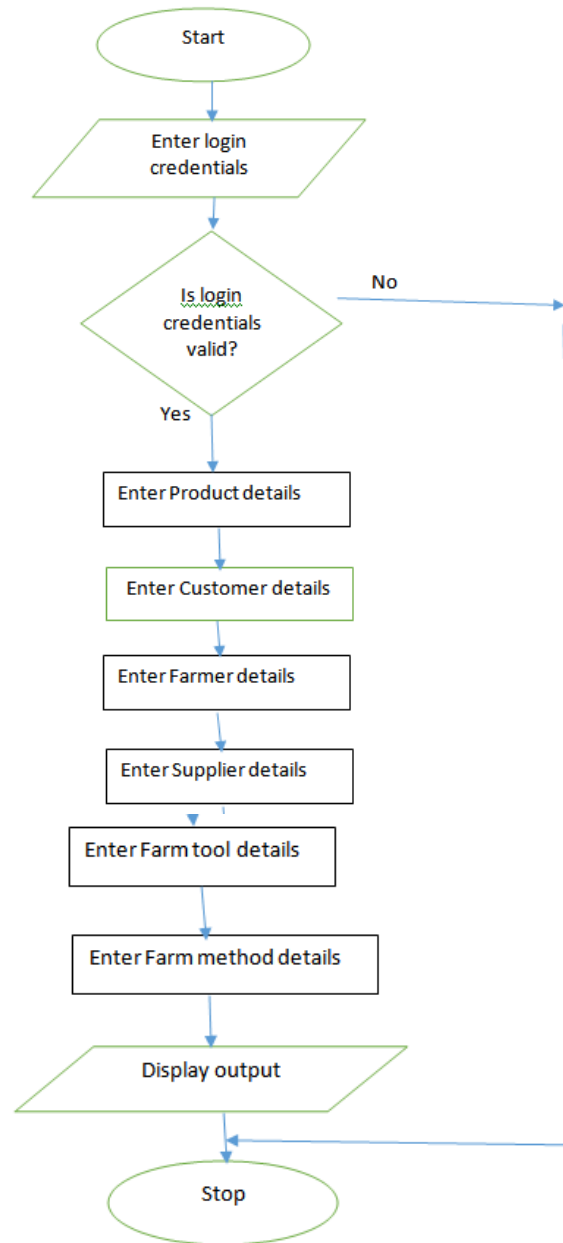 Start
Enter login
credentials
Is login
credentials
valid?
No
Yes
Enter Product details
Enter Customer details
Enter Farmer details
Enter Supplier details
Enter Farm tool details
Enter Farm method details
Display output
Stop